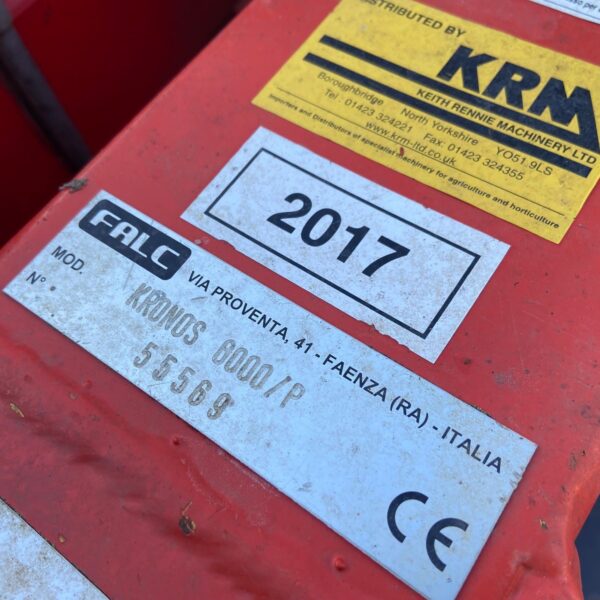 DISTRIBUTED BY
KRM
KEITH RENNIE MACHINERY LTD
Boroughbridge North Yorkshire YO51 9LS
Tel: 01423 324221 Fax: 01423 324355
www.krm-ltd.co.uk
Importers and Distributors of specialist machinery for agriculture and horticulture
2017
FALC
VIA PROVENTA, 41 - FAENZA (RA) - ITALIA
MOD. KRONOS 6000/P
N° 55569
CE